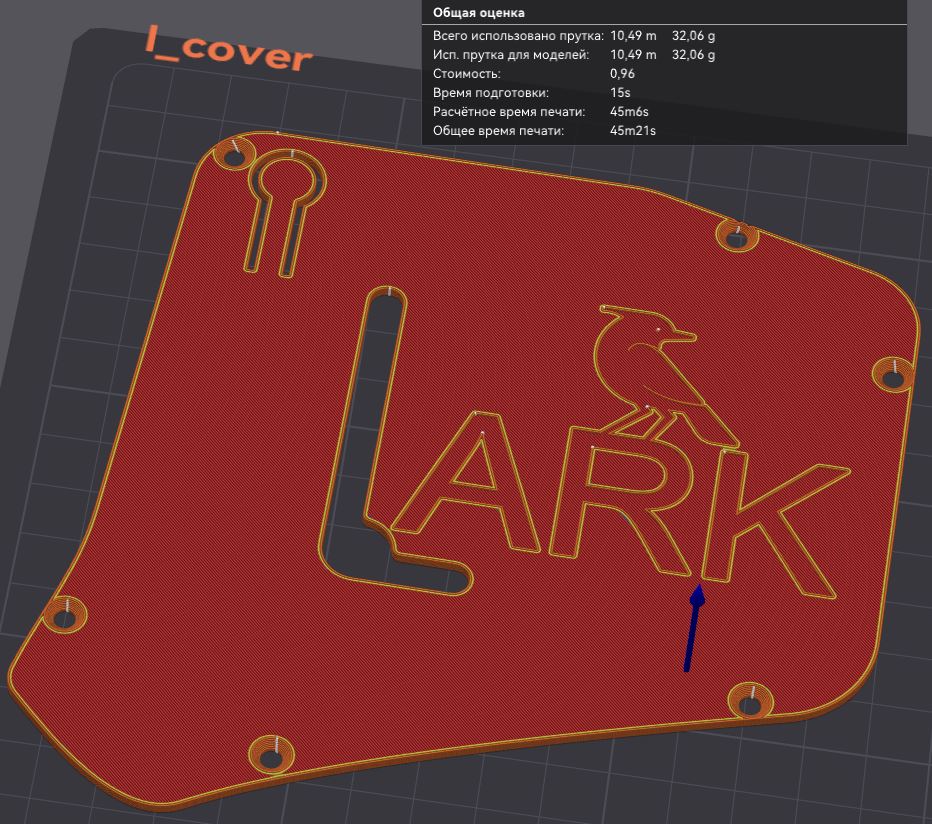 l_cover
Общая оценка
Всего использовано прутка: 10,49 m 32,06 g
Исп. прутка для моделей: 10,49 m 32,06 g
Стоимость: 0,96
Время подготовки: 15s
Расчётное время печати: 45m6s
Общее время печати: 45m21s
LARK